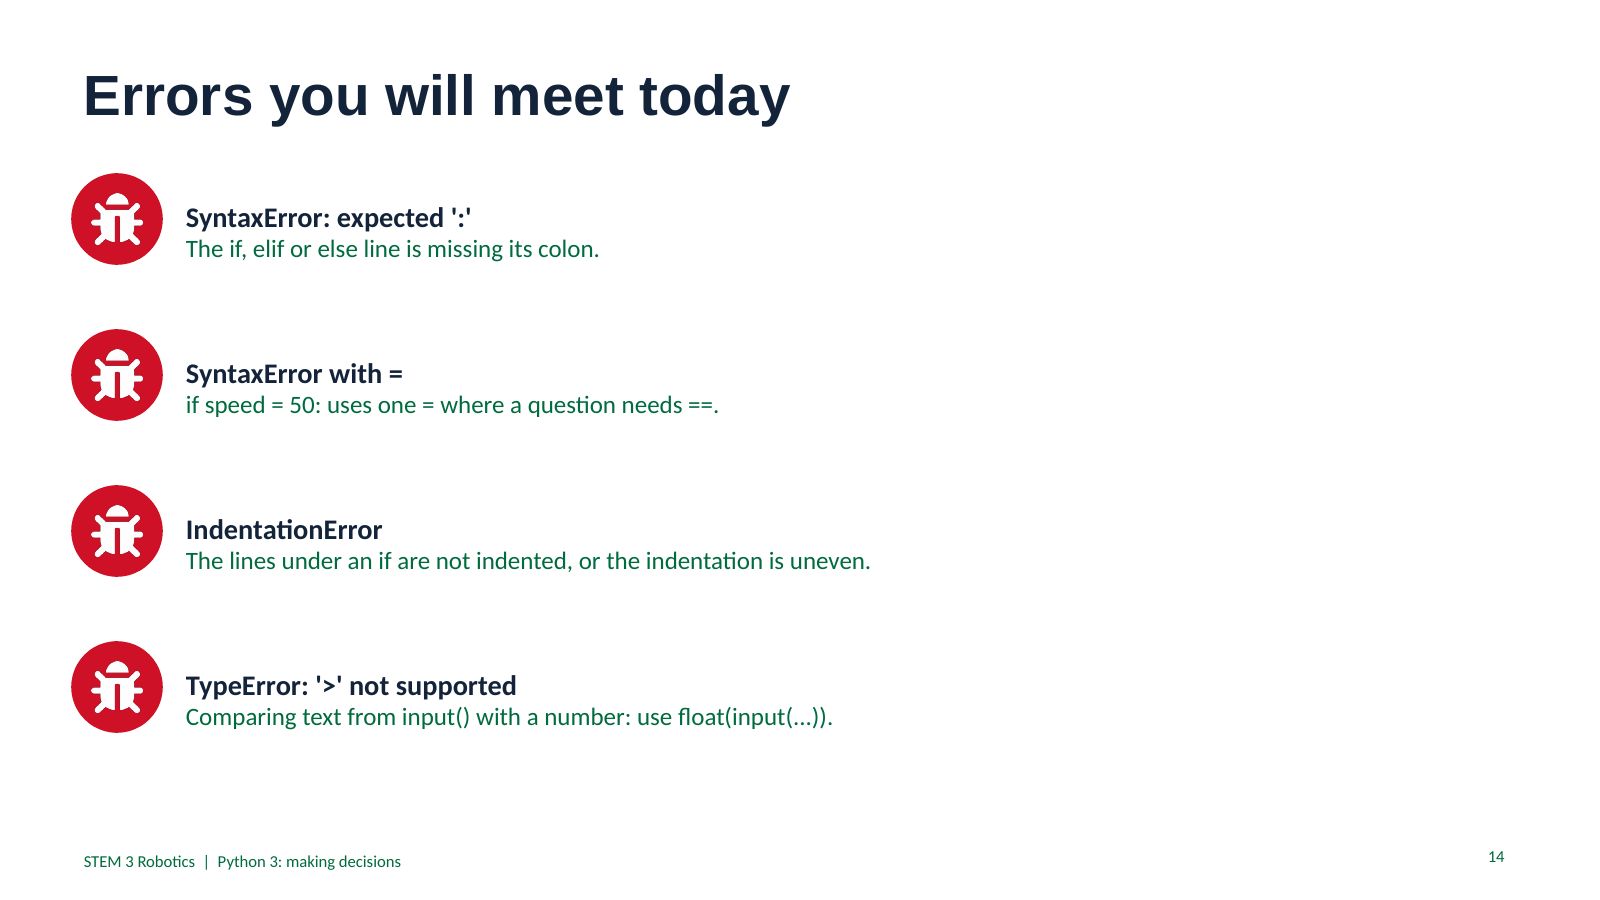 Errors you will meet today
SyntaxError: expected ':'
The if, elif or else line is missing its colon.
SyntaxError with =
if speed = 50: uses one = where a question needs ==.
IndentationError
The lines under an if are not indented, or the indentation is uneven.
TypeError: '>' not supported
Comparing text from input() with a number: use float(input(...)).
STEM 3 Robotics | Python 3: making decisions
14